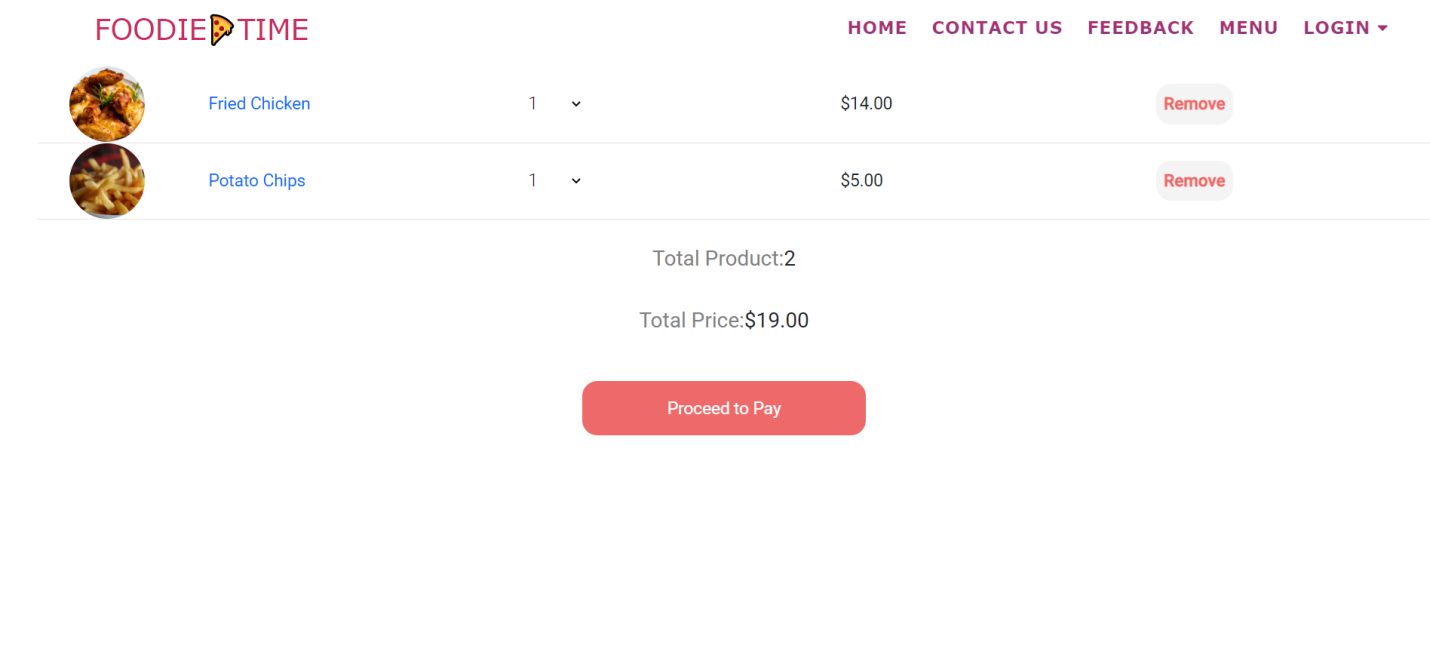 FOODIE TIME HOME CONTACT US FEEDBACK MENU LOGIN
Fried Chicken 1 $14.00 Remove
Potato Chips 1 $5.00 Remove
Total Product:2
Total Price:$19.00
Proceed to Pay